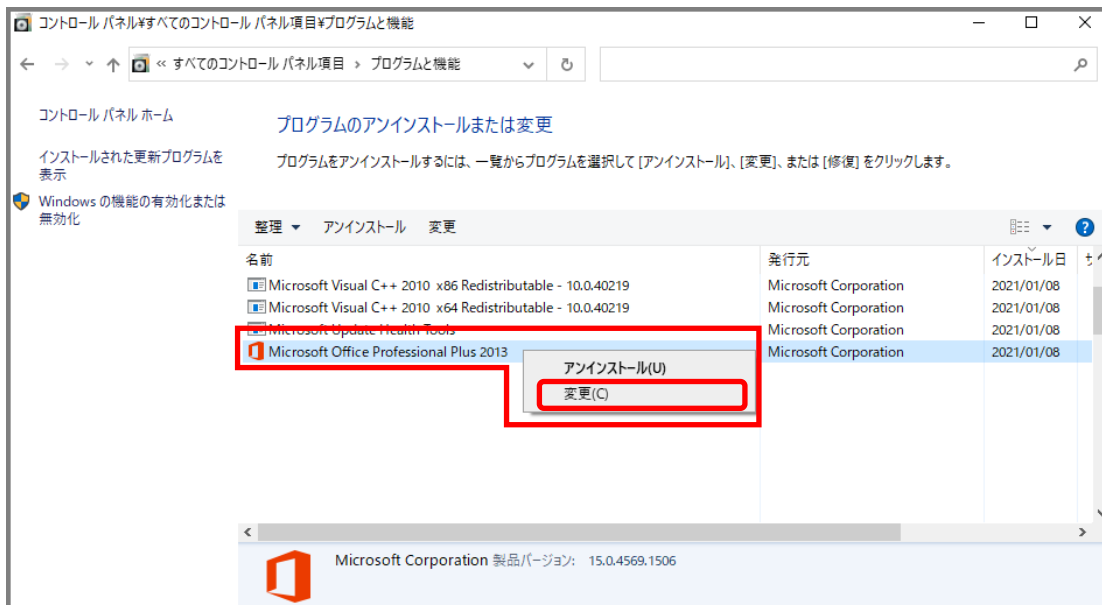 コントロール パネル¥すべてのコントロール パネル項目¥プログラムと機能
« すべてのコントロール パネル項目 › プログラムと機能
コントロール パネル ホーム
インストールされた更新プログラムを
表示
Windows の機能の有効化または
無効化
プログラムのアンインストールまたは変更
プログラムをアンインストールするには、一覧からプログラムを選択して [アンインストール]、[変更]、または [修復] をクリックします。
整理 アンインストール 変更
名前 発行元 インストール日 サ
Microsoft Visual C++ 2010 x86 Redistributable - 10.0.40219 Microsoft Corporation 2021/01/08
Microsoft Visual C++ 2010 x64 Redistributable - 10.0.40219 Microsoft Corporation 2021/01/08
Microsoft Update Health Tools Microsoft Corporation 2021/01/08
Microsoft Office Professional Plus 2013 Microsoft Corporation 2021/01/08
アンインストール(U)
変更(C)
Microsoft Corporation 製品バージョン: 15.0.4569.1506